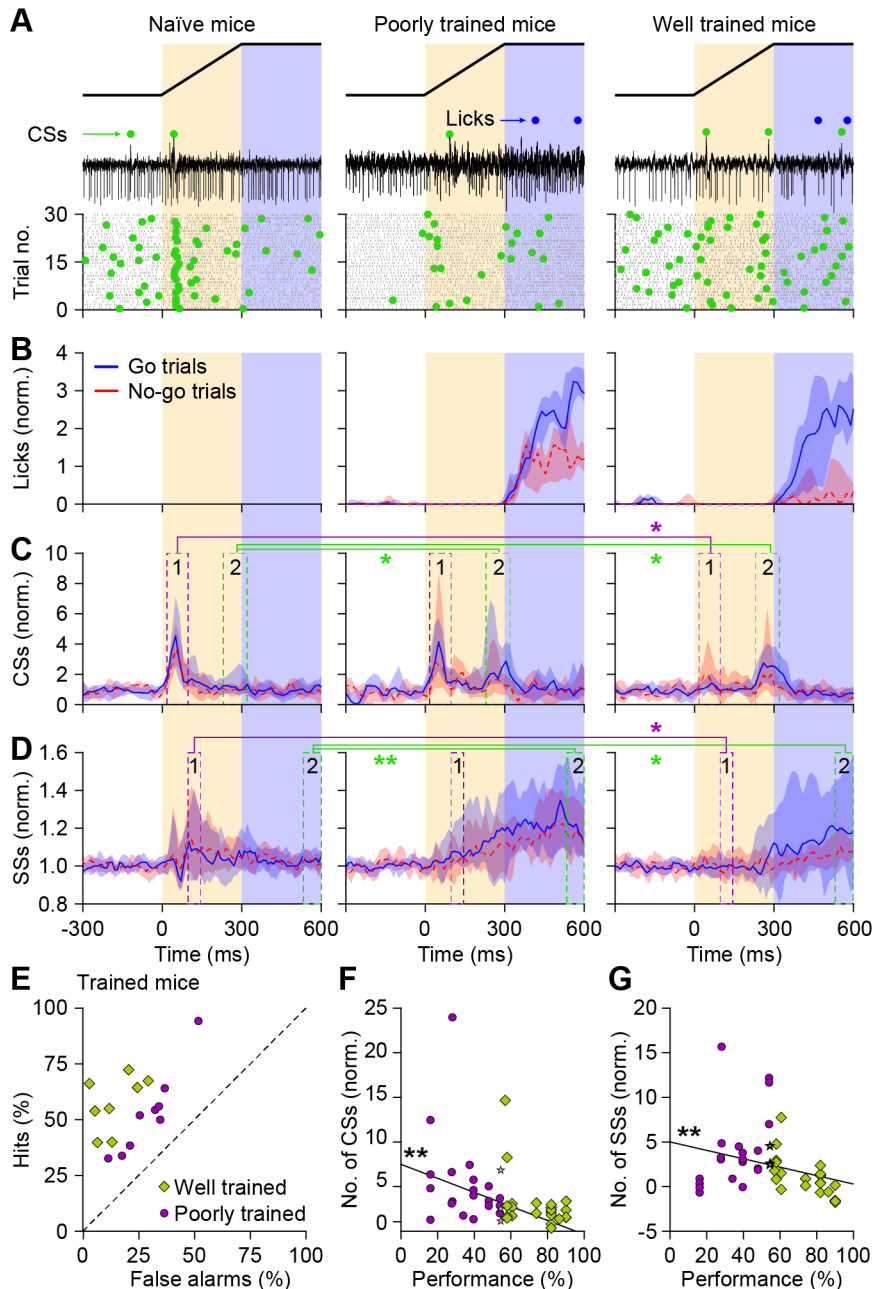 A
Naïve mice Poorly trained mice Well trained mice
Licks
CSs
Trial no.
30
15
0
B
Licks (norm.)
4
3
2
1
0
Go trials
No-go trials
C
CSs (norm.)
10
8
6
4
2
0
1 2 1 2 1 2
* * *
D
SSs (norm.)
1.6
1.4
1.2
1.0
0.8
1 2 1 2 1 2
* ** *
-300 0 300 600 0 300 600 0 300 600
Time (ms) Time (ms) Time (ms)
E
Trained mice
Hits (%)
100
75
50
25
0
Well trained
Poorly trained
0 25 50 75 100
False alarms (%)
F
No. of CSs (norm.)
25
20
15
10
5
0
**
0 20 40 60 80 100
Performance (%)
G
No. of SSs (norm.)
20
15
10
5
0
-5
**
0 20 40 60 80 100
Performance (%)